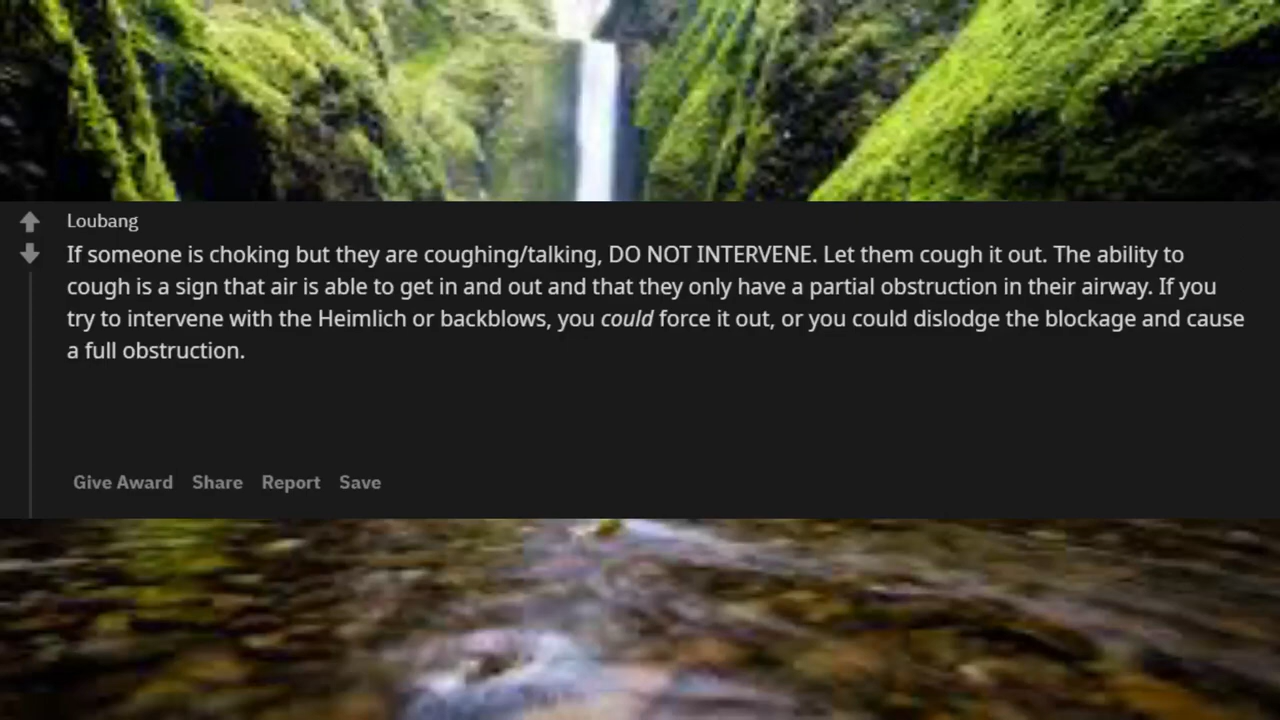 Loubang
If someone is choking but they are coughing/talking, DO NOT INTERVENE. Let them cough it out. The ability to
cough is a sign that air is able to get in and out and that they only have a partial obstruction in their airway. If you
try to intervene with the Heimlich or backblows, you could force it out, or you could dislodge the blockage and cause
a full obstruction.
Give Award Share Report Save